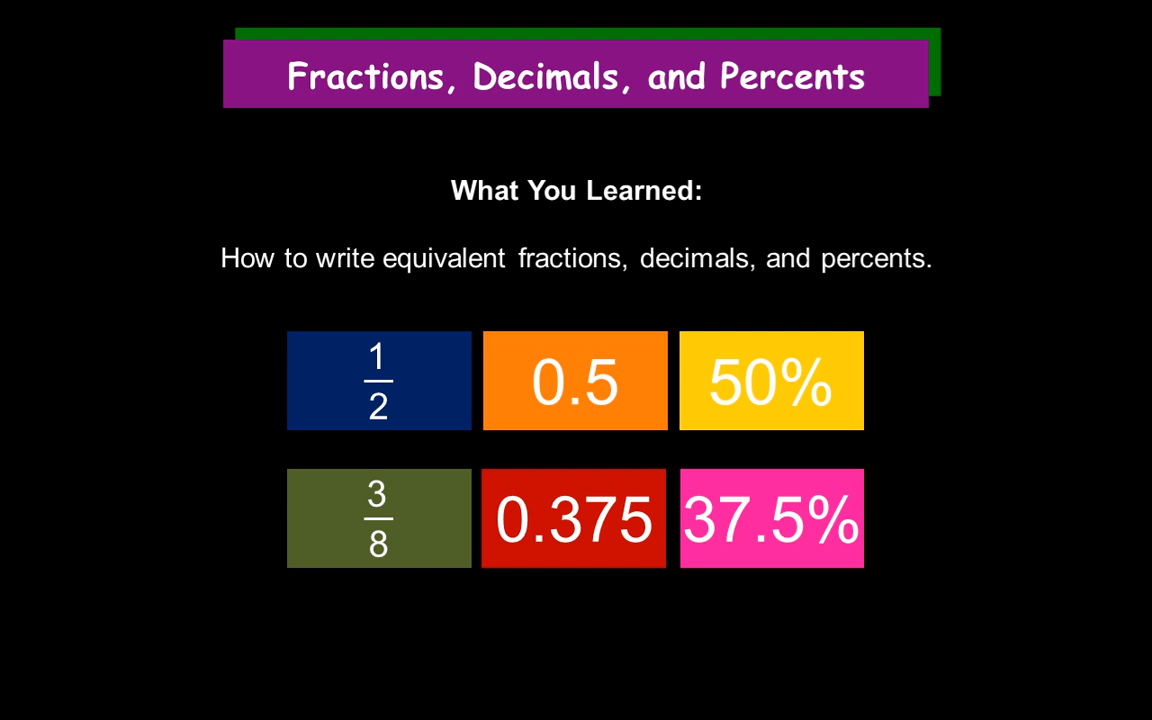 Fractions, Decimals, and Percents
What You Learned:
How to write equivalent fractions, decimals, and percents.
1/2 0.5 50%
3/8 0.375 37.5%